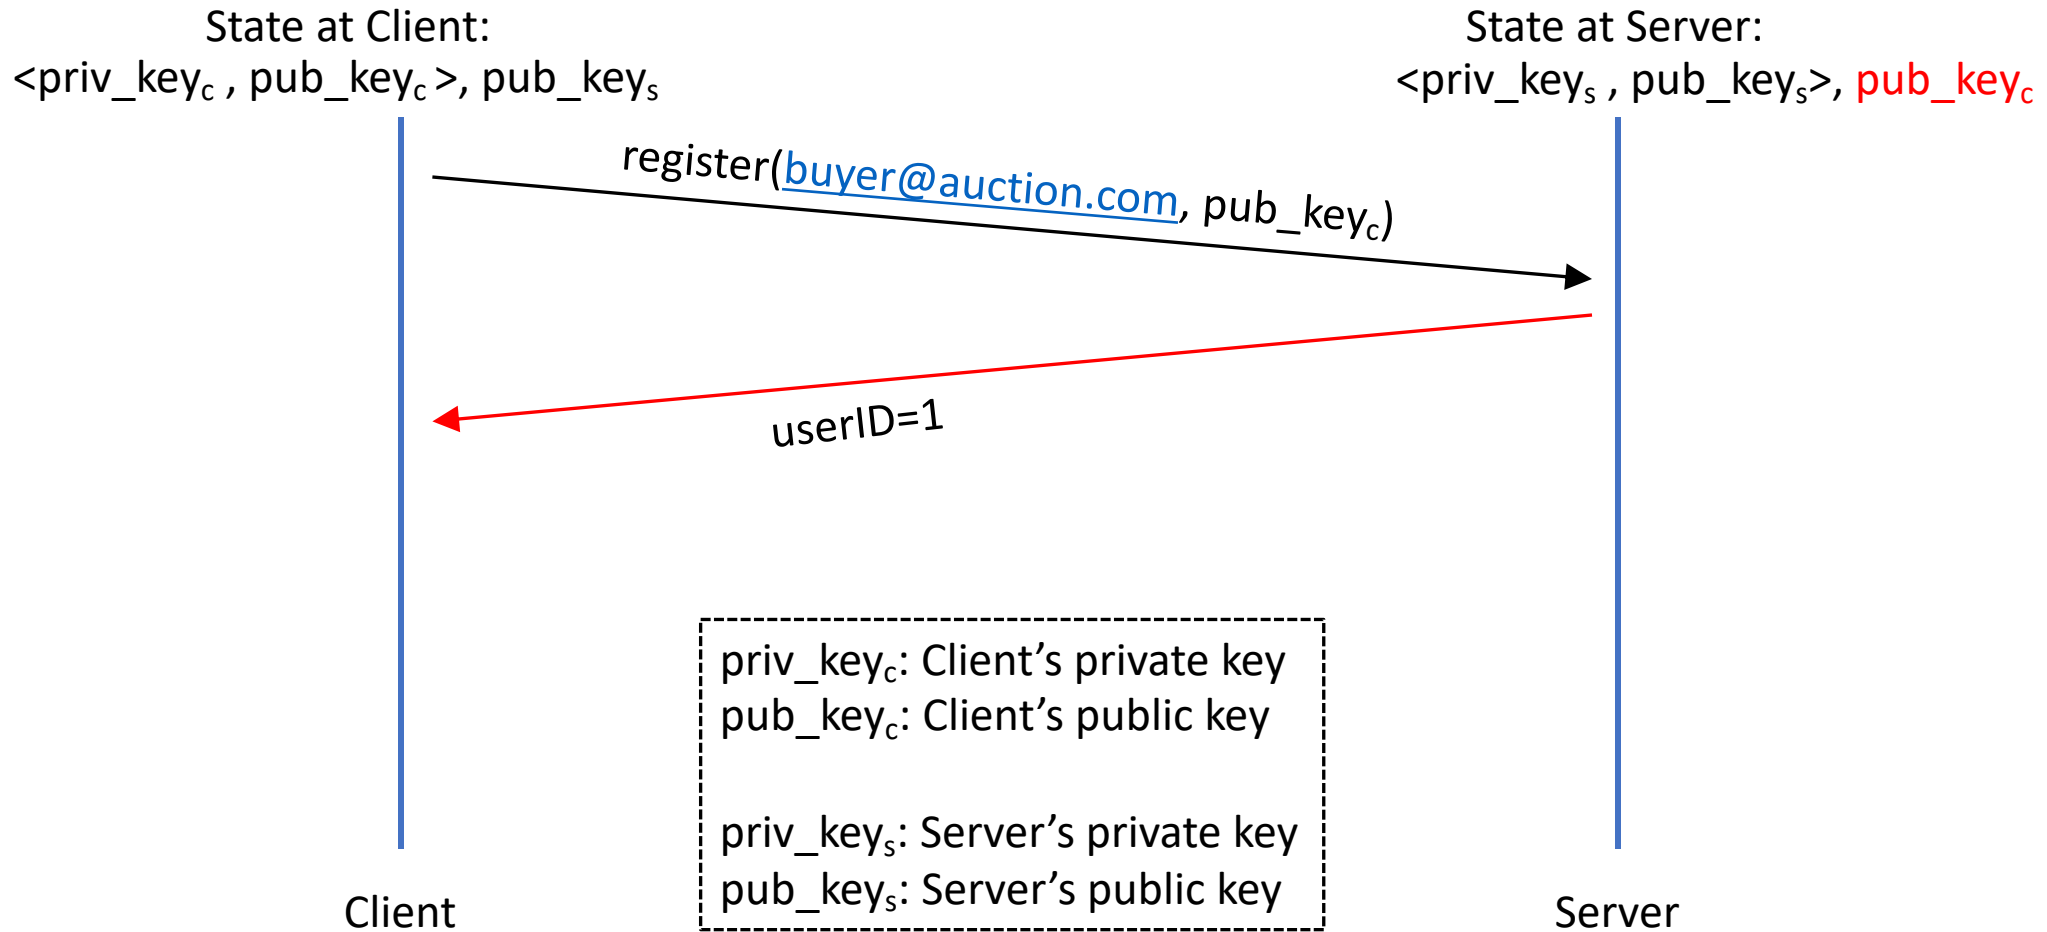 State at Client:
<priv_keyc , pub_keyc >, pub_keys
State at Server:
<priv_keys , pub_keys>, pub_keyc
register(buyer@auction.com, pub_keyc)
userID=1
priv_keyc: Client’s private key
pub_keyc: Client’s public key
priv_keys: Server’s private key
pub_keys: Server’s public key
Client
Server